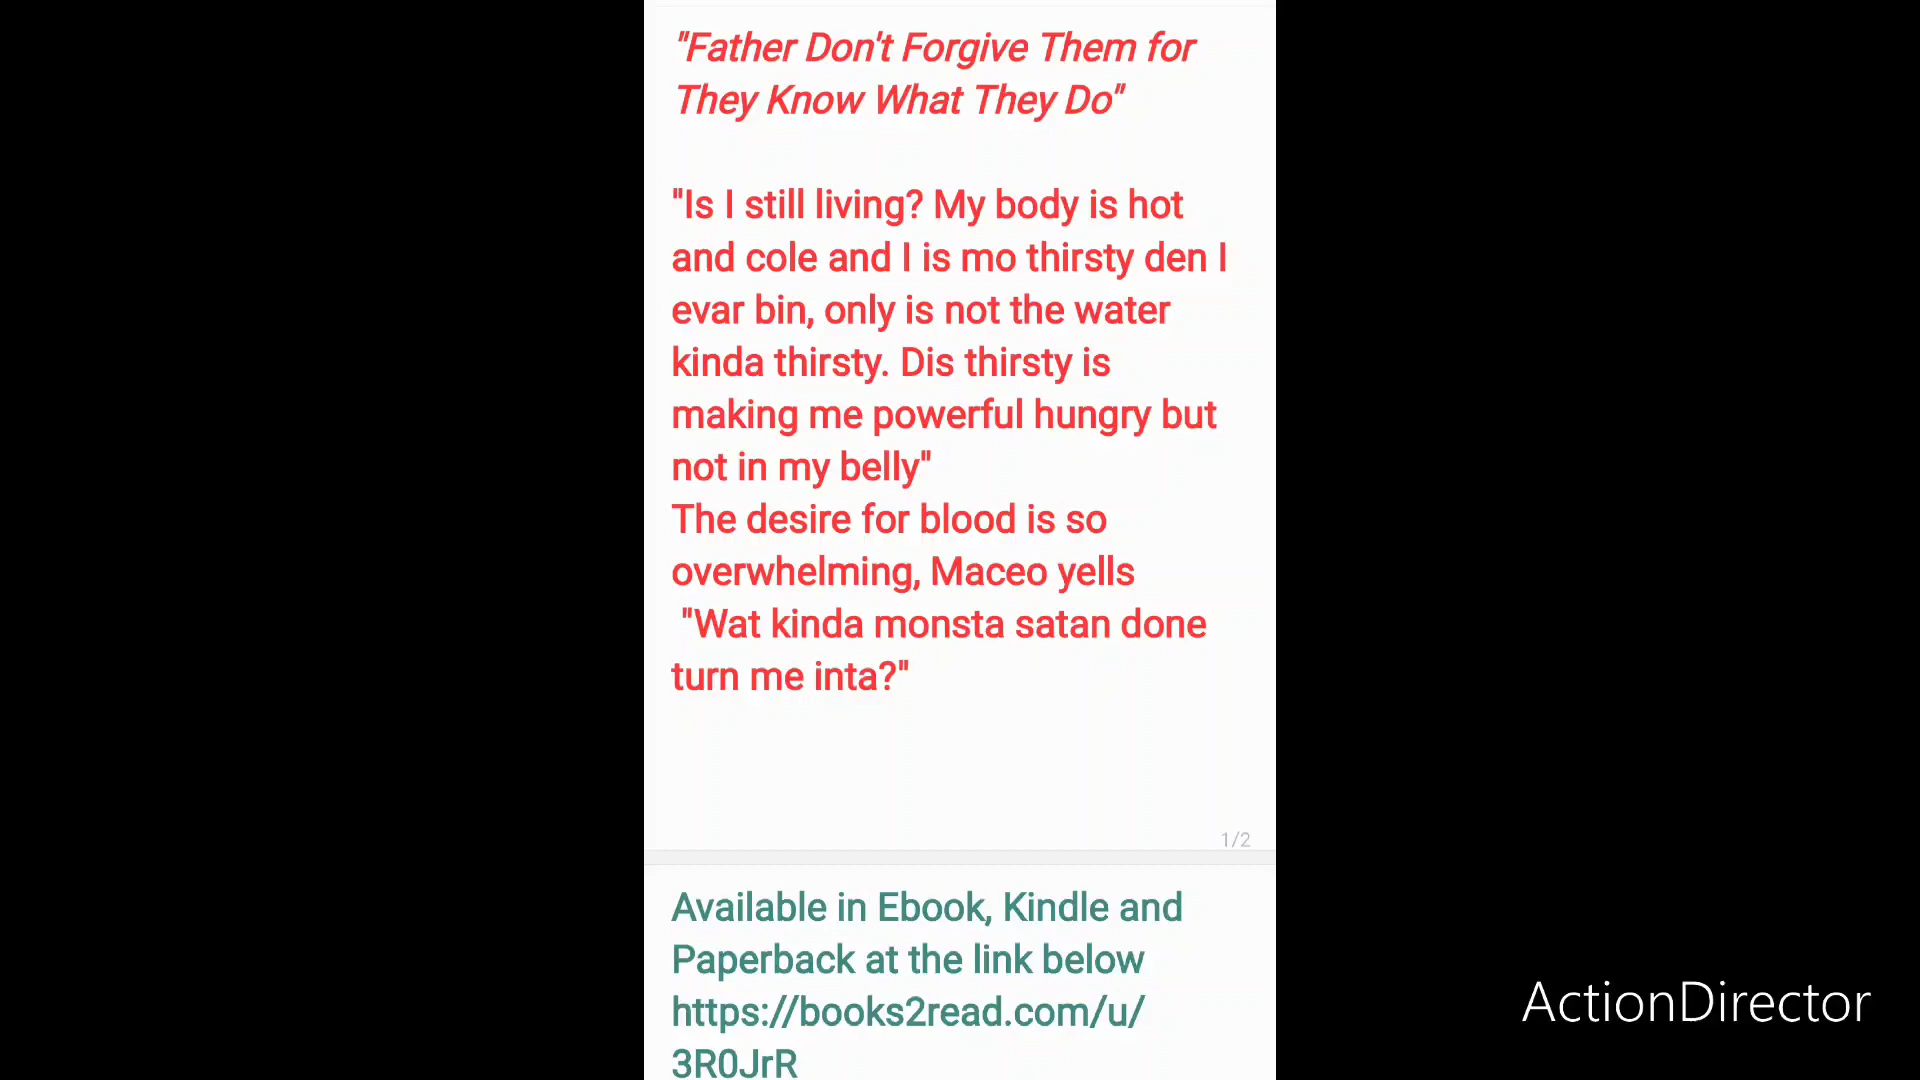 "Father Don't Forgive Them for
They Know What They Do"
"Is I still living? My body is hot
and cole and I is mo thirsty den I
evar bin, only is not the water
kinda thirsty. Dis thirsty is
making me powerful hungry but
not in my belly"
The desire for blood is so
overwhelming, Maceo yells
"Wat kinda monsta satan done
turn me inta?"
1/2
Available in Ebook, Kindle and
Paperback at the link below
https://books2read.com/u/
3R0JrR
ActionDirector